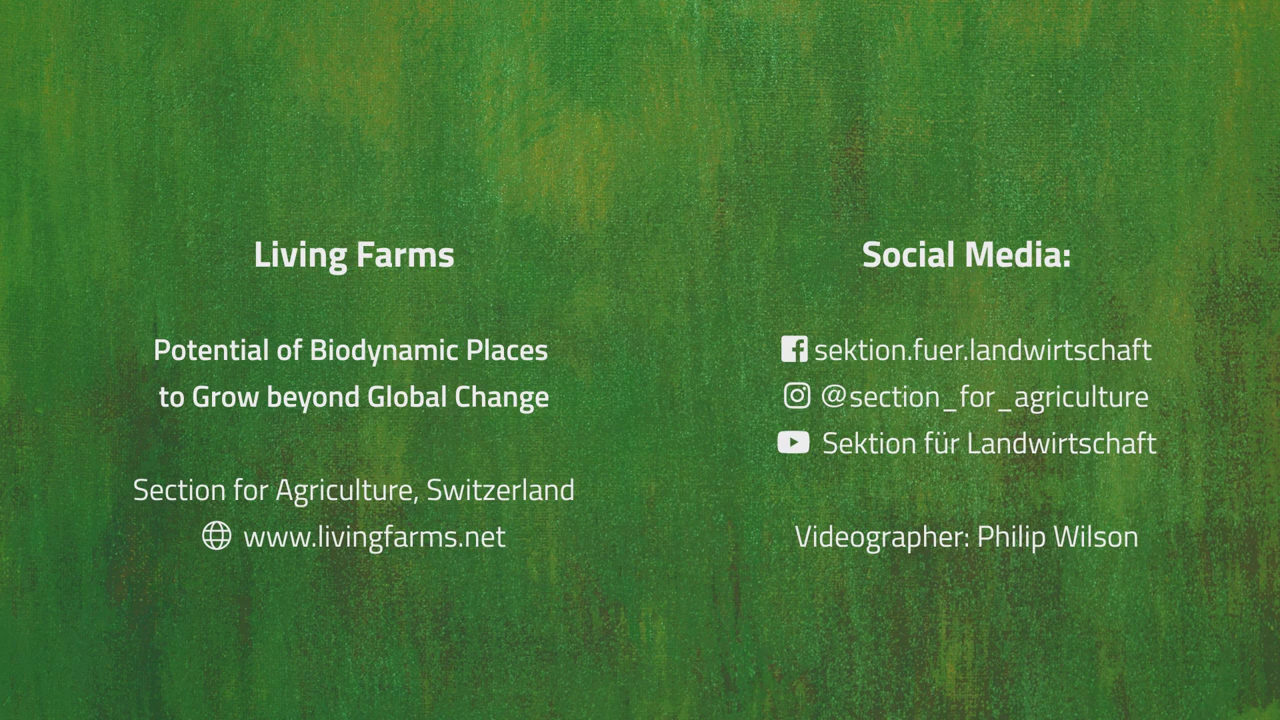 Living Farms
Potential of Biodynamic Places
to Grow beyond Global Change
Section for Agriculture, Switzerland
www.livingfarms.net
Social Media:
sektion.fuer.landwirtschaft
@section_for_agriculture
Sektion für Landwirtschaft
Videographer: Philip Wilson